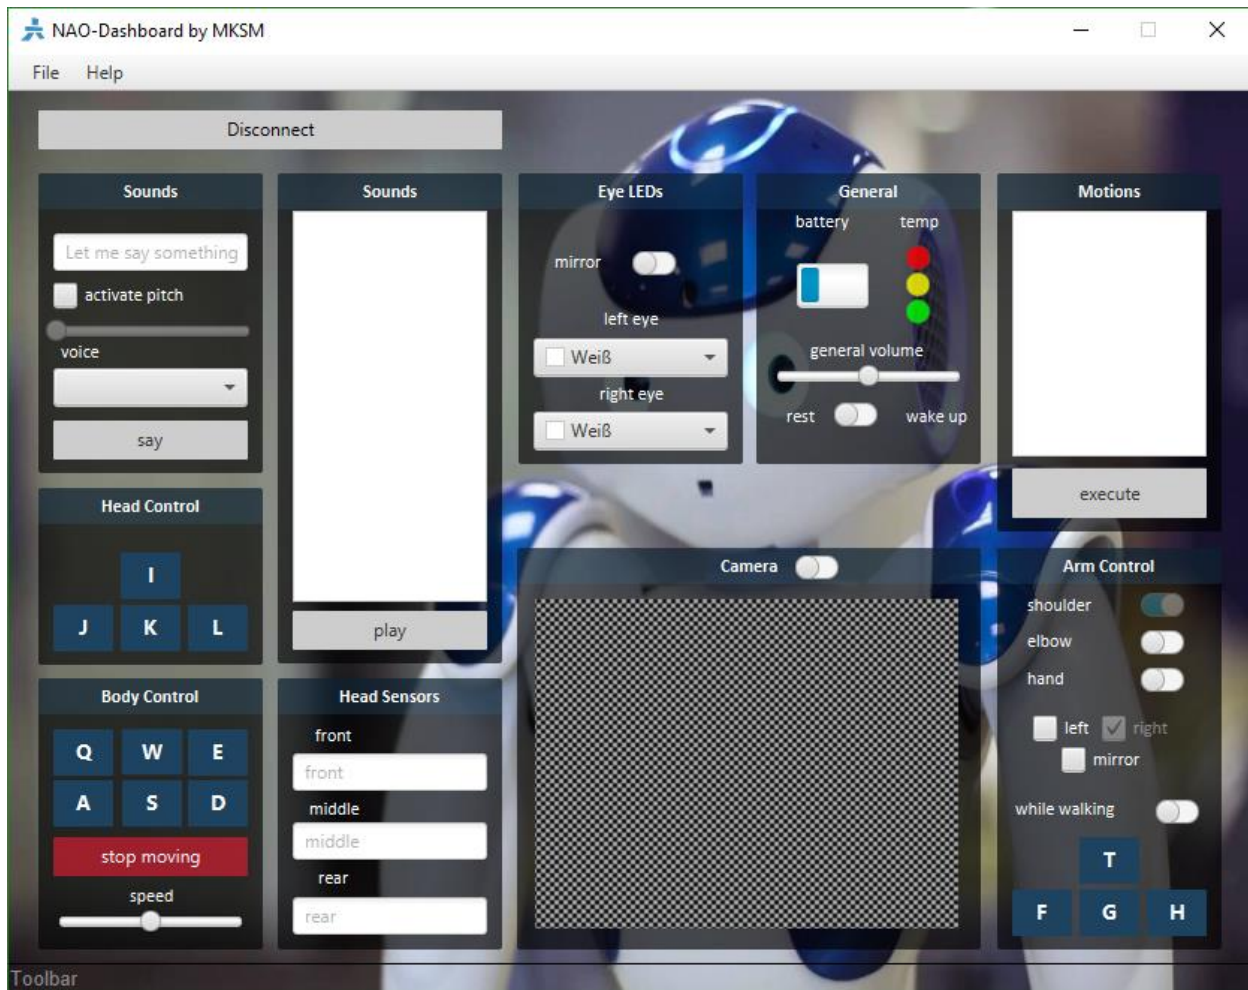 NAO-Dashboard by MKSM
File Help
Disconnect
Sounds
Let me say something
activate pitch
voice
say
Head Control
I
J K L
Body Control
Q W E
A S D
stop moving
speed
Sounds
play
Head Sensors
front
front
middle
middle
rear
rear
Eye LEDs
mirror
left eye
Weiß
right eye
Weiß
General
battery temp
general volume
rest wake up
Camera
Motions
execute
Arm Control
shoulder
elbow
hand
left right
mirror
while walking
T
F G H
Toolbar